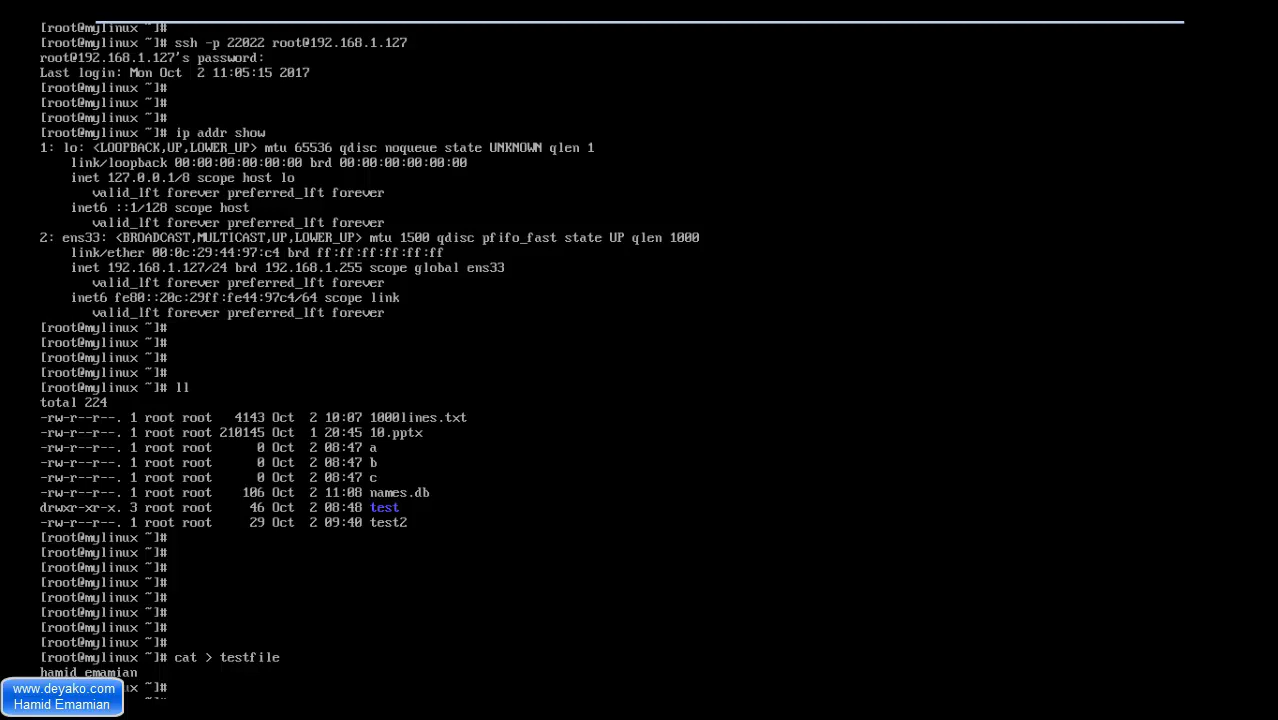 [root@mylinux ~]#
[root@mylinux ~]# ssh -p 22022 root@192.168.1.127
root@192.168.1.127's password:
Last login: Mon Oct  2 11:05:15 2017
[root@mylinux ~]#
[root@mylinux ~]#
[root@mylinux ~]#
[root@mylinux ~]# ip addr show
1: lo: <LOOPBACK,UP,LOWER_UP> mtu 65536 qdisc noqueue state UNKNOWN qlen 1
    link/loopback 00:00:00:00:00:00 brd 00:00:00:00:00:00
    inet 127.0.0.1/8 scope host lo
       valid_lft forever preferred_lft forever
    inet6 ::1/128 scope host
       valid_lft forever preferred_lft forever
2: ens33: <BROADCAST,MULTICAST,UP,LOWER_UP> mtu 1500 qdisc pfifo_fast state UP qlen 1000
    link/ether 00:0c:29:44:97:c4 brd ff:ff:ff:ff:ff:ff
    inet 192.168.1.127/24 brd 192.168.1.255 scope global ens33
       valid_lft forever preferred_lft forever
    inet6 fe80::20c:29ff:fe44:97c4/64 scope link
       valid_lft forever preferred_lft forever
[root@mylinux ~]#
[root@mylinux ~]#
[root@mylinux ~]#
[root@mylinux ~]#
[root@mylinux ~]# ll
total 224
-rw-r--r--. 1 root root   4143 Oct  2 10:07 1000lines.txt
-rw-r--r--. 1 root root 210145 Oct  1 20:45 10.pptx
-rw-r--r--. 1 root root      0 Oct  2 08:47 a
-rw-r--r--. 1 root root      0 Oct  2 08:47 b
-rw-r--r--. 1 root root      0 Oct  2 08:47 c
-rw-r--r--. 1 root root    106 Oct  2 11:08 names.db
drwxr-xr-x. 3 root root     46 Oct  2 08:48 test
-rw-r--r--. 1 root root     29 Oct  2 09:40 test2
[root@mylinux ~]#
[root@mylinux ~]#
[root@mylinux ~]#
[root@mylinux ~]#
[root@mylinux ~]#
[root@mylinux ~]#
[root@mylinux ~]#
[root@mylinux ~]#
[root@mylinux ~]# cat > testfile
hamid emamian
~]#
www.deyako.com
Hamid Emamian